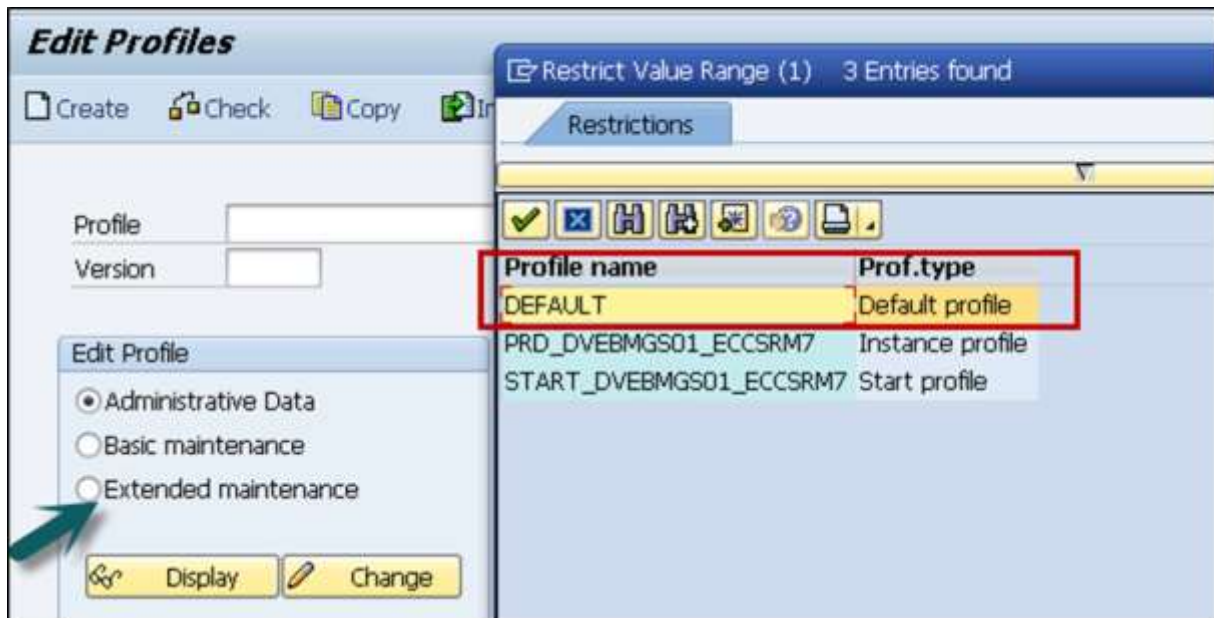 Edit Profiles
Create Check Copy
Profile
Version
Edit Profile
Administrative Data
Basic maintenance
Extended maintenance
Display Change
Restrict Value Range (1) 3 Entries found
Restrictions
Profile name Prof.type
DEFAULT Default profile
PRD_DVEBMGS01_ECCSRM7 Instance profile
START_DVEBMGS01_ECCSRM7 Start profile